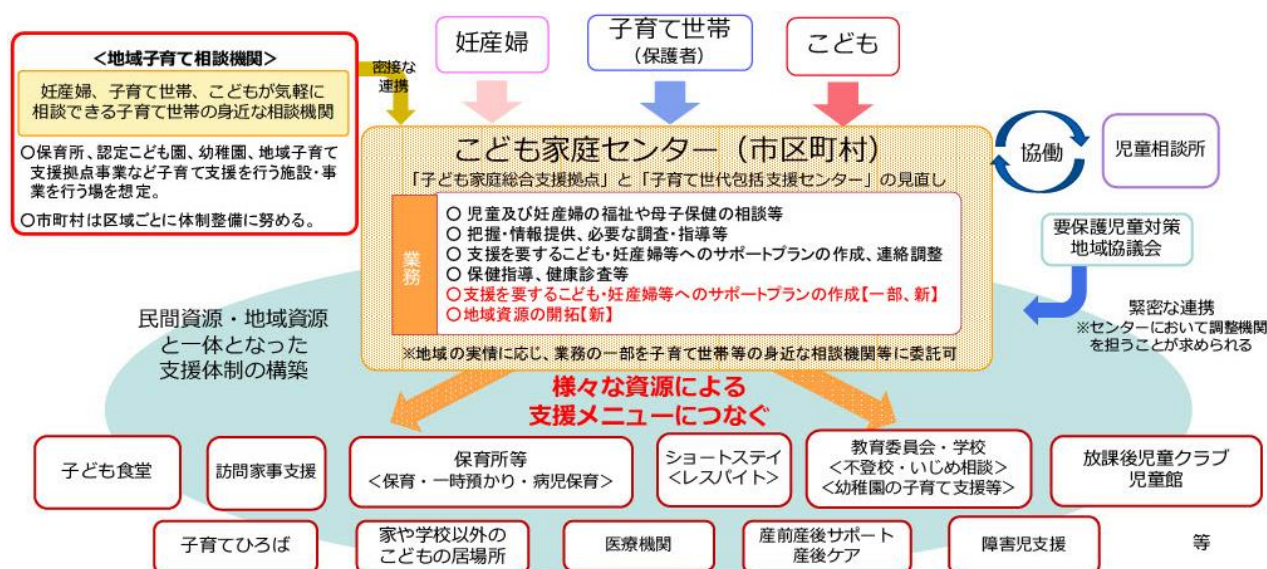 ＜地域子育て相談機関＞
妊産婦、子育て世帯、こどもが気軽に
相談できる子育て世帯の身近な相談機関
○保育所、認定こども園、幼稚園、地域子育て
支援拠点事業など子育て支援を行う施設・事
業を行う場を想定。
○市町村は区域ごとに体制整備に努める。
密接な
連携
妊産婦
子育て世帯
（保護者）
こども
こども家庭センター（市区町村）
「子ども家庭総合支援拠点」と「子育て世代包括支援センター」の見直し
業務
○ 児童及び妊産婦の福祉や母子保健の相談等
○ 把握・情報提供、必要な調査・指導等
○ 支援を要するこども・妊産婦等へのサポートプランの作成、連絡調整
○ 保健指導、健康診査等
○支援を要するこども・妊産婦等へのサポートプランの作成【一部、新】
○地域資源の開拓【新】
※地域の実情に応じ、業務の一部を子育て世帯等の身近な相談機関等に委託可
協働
児童相談所
要保護児童対策
地域協議会
緊密な連携
※センターにおいて調整機関
を担うことが求められる
民間資源・地域資源
と一体となった
支援体制の構築
様々な資源による
支援メニューにつなぐ
子ども食堂
訪問家事支援
保育所等
＜保育・一時預かり・病児保育＞
ショートステイ
＜レスパイト＞
教育委員会・学校
＜不登校・いじめ相談＞
＜幼稚園の子育て支援等＞
放課後児童クラブ
児童館
子育てひろば
家や学校以外の
こどもの居場所
医療機関
産前産後サポート
産後ケア
障害児支援
等